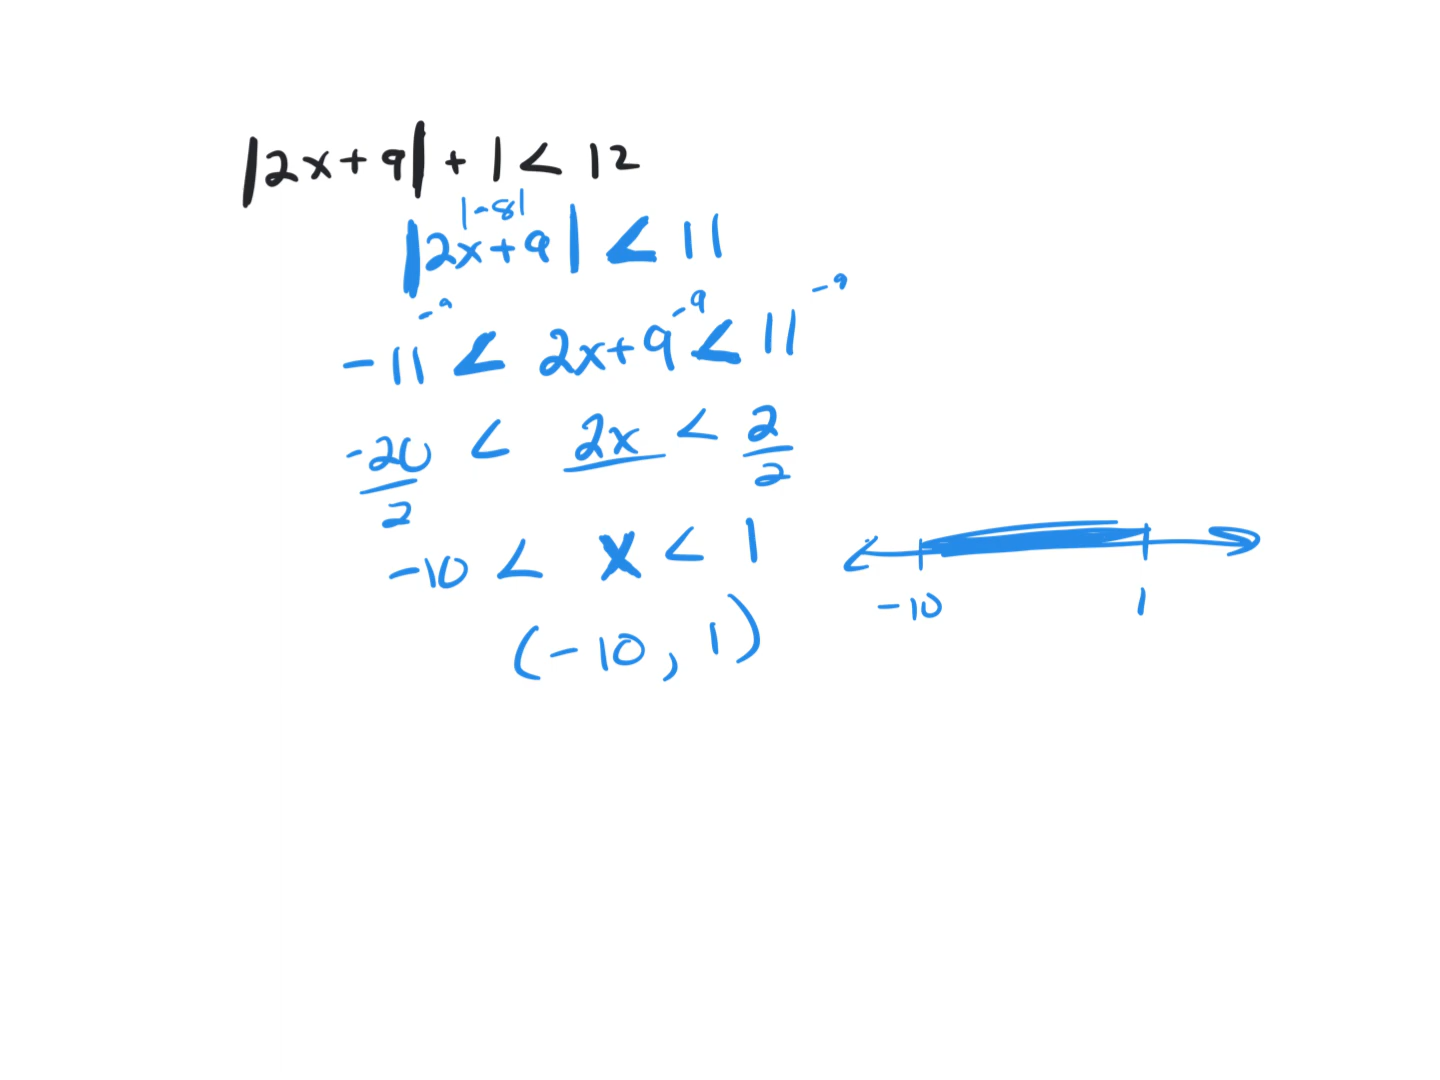 |2x+9| + 1 < 12
|-8|
|2x+9| < 11
-9 -9 -9
-11 < 2x+9 < 11
-20 < 2x < 2
2 2
-10 < x < 1
-10 1
(-10, 1)